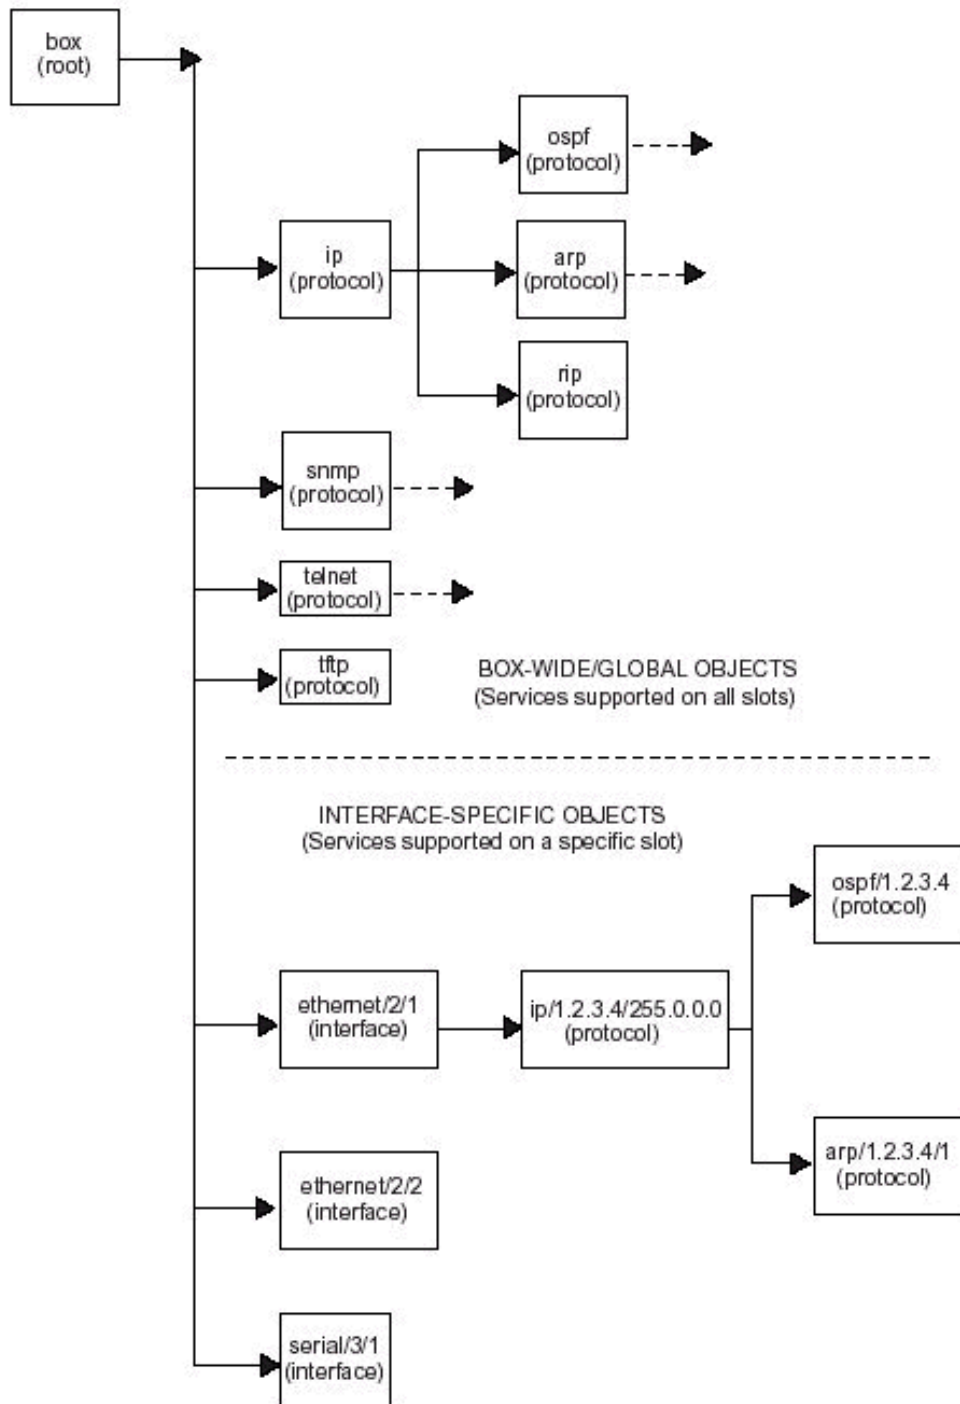 box
(root)
ospf
(protocol)
ip
(protocol)
arp
(protocol)
rip
(protocol)
snmp
(protocol)
telnet
(protocol)
tftp
(protocol)
BOX-WIDE/GLOBAL OBJECTS
(Services supported on all slots)
INTERFACE-SPECIFIC OBJECTS
(Services supported on a specific slot)
ospf/1.2.3.4
(protocol)
ethernet/2/1
(interface)
ip/1.2.3.4/255.0.0.0
(protocol)
arp/1.2.3.4/1
(protocol)
ethernet/2/2
(interface)
serial/3/1
(interface)